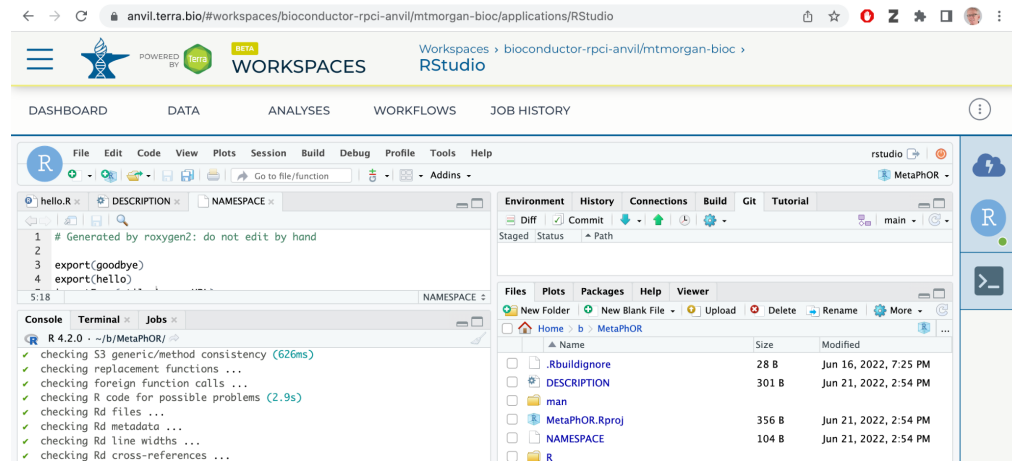 anvil.terra.bio/#workspaces/bioconductor-rpci-anvil/mtmorgan-bioc/applications/RStudio
POWERED BY Terra
BETA
WORKSPACES
Workspaces › bioconductor-rpci-anvil/mtmorgan-bioc ›
RStudio
DASHBOARD DATA ANALYSES WORKFLOWS JOB HISTORY
R File Edit Code View Plots Session Build Debug Profile Tools Help rstudio
Go to file/function Addins MetaPhOR
hello.R DESCRIPTION NAMESPACE
1 # Generated by roxygen2: do not edit by hand
2
3 export(goodbye)
4 export(hello)
5:18 NAMESPACE
Console Terminal Jobs
R 4.2.0 · ~/b/MetaPhOR/
✓ checking S3 generic/method consistency (626ms)
✓ checking replacement functions ...
✓ checking foreign function calls ...
✓ checking R code for possible problems (2.9s)
✓ checking Rd files ...
✓ checking Rd metadata ...
✓ checking Rd line widths ...
✓ checking Rd cross-references ...
Environment History Connections Build Git Tutorial
Diff Commit main
Staged Status Path
Files Plots Packages Help Viewer
New Folder New Blank File Upload Delete Rename More
Home › b › MetaPhOR ...
Name Size Modified
.Rbuildignore 28 B Jun 16, 2022, 7:25 PM
DESCRIPTION 301 B Jun 21, 2022, 2:54 PM
man
MetaPhOR.Rproj 356 B Jun 21, 2022, 2:54 PM
NAMESPACE 104 B Jun 21, 2022, 2:54 PM
R
R